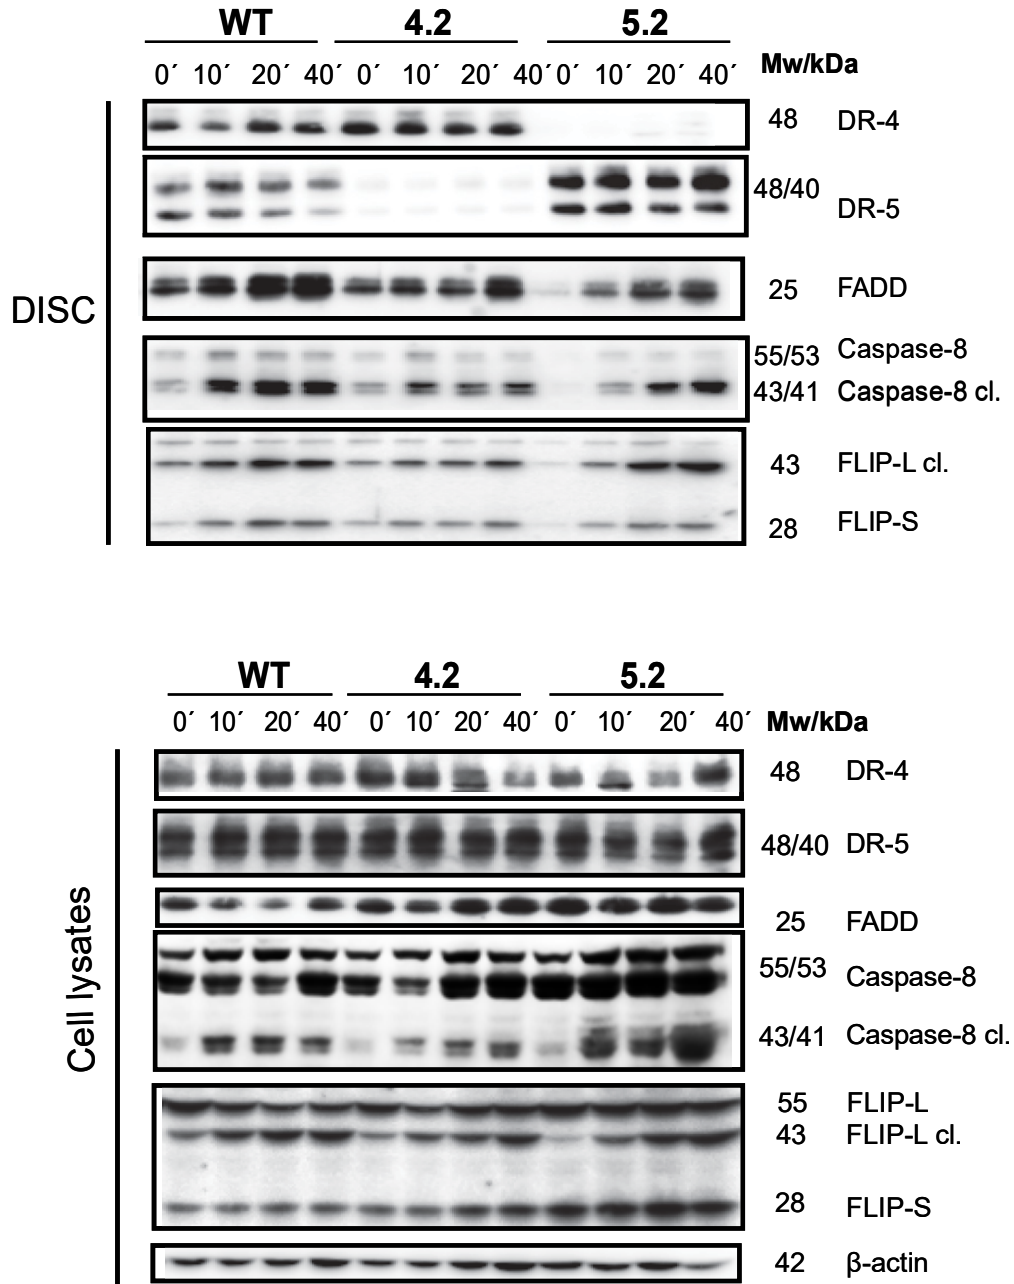 WT 4.2 5.2
0´ 10´ 20´ 40´ 0´ 10´ 20´ 40´ 0´ 10´ 20´ 40´ Mw/kDa
48 DR-4
48/40
DR-5
25 FADD
DISC
55/53 Caspase-8
43/41 Caspase-8 cl.
43 FLIP-L cl.
28 FLIP-S
WT 4.2 5.2
0´ 10´ 20´ 40´ 0´ 10´ 20´ 40´ 0´ 10´ 20´ 40´ Mw/kDa
48 DR-4
48/40 DR-5
25 FADD
Cell lysates
55/53 Caspase-8
43/41 Caspase-8 cl.
55 FLIP-L
43 FLIP-L cl.
28 FLIP-S
42 β-actin